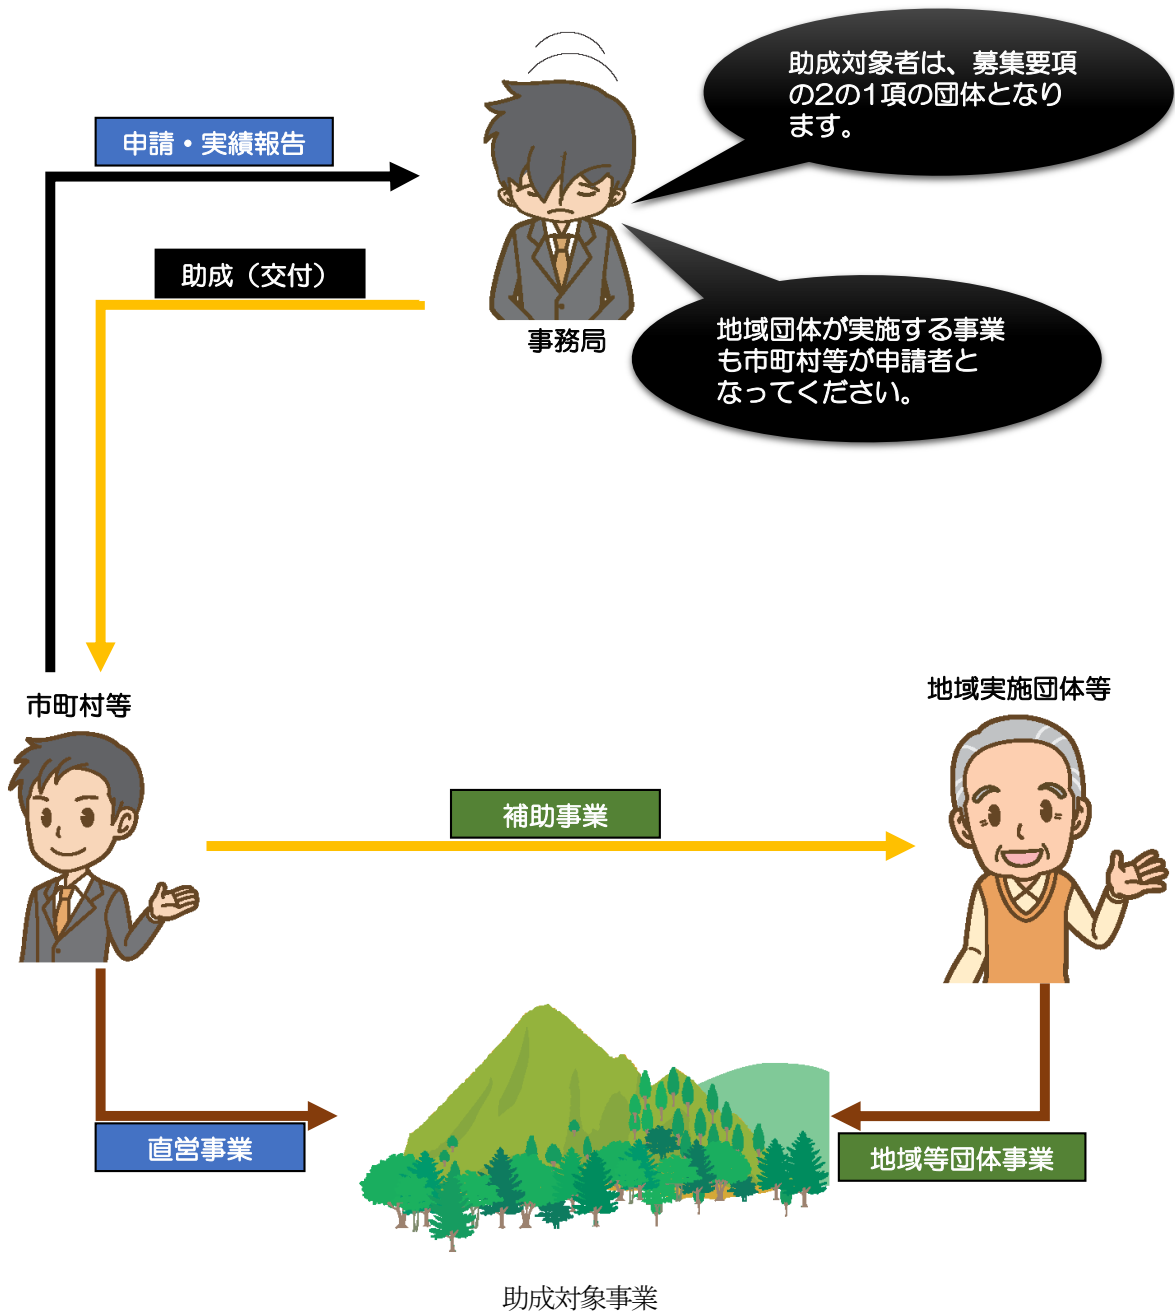 助成対象者は、募集要項
の2の1項の団体となり
ます。
申請・実績報告
助成（交付）
事務局
地域団体が実施する事業
も市町村等が申請者と
なってください。
市町村等
地域実施団体等
補助事業
直営事業
地域等団体事業
助成対象事業